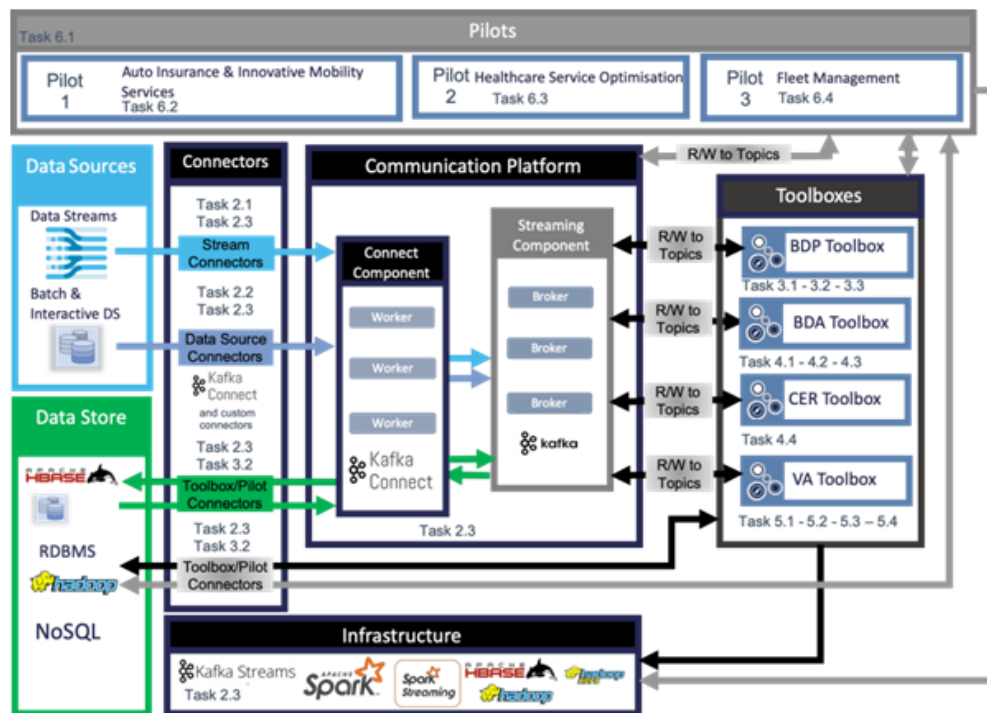 Pilots
Task 6.1
Pilot
1
Auto Insurance & Innovative Mobility
Services
Task 6.2
Pilot
2
Healthcare Service Optimisation
Task 6.3
Pilot
3
Fleet Management
Task 6.4
Data Sources
Data Streams
Batch &
Interactive DS
Data Store
APACHE
HBASE
RDBMS
hadoop
NoSQL
Connectors
Task 2.1
Task 2.3
Stream
Connectors
Task 2.2
Task 2.3
Data Source
Connectors
Kafka
Connect
and custom
connectors
Task 2.3
Task 3.2
Toolbox/Pilot
Connectors
Task 2.3
Task 3.2
Toolbox/Pilot
Connectors
Communication Platform
Connect
Component
Worker
Worker
Worker
Kafka
Connect
Streaming
Component
Broker
Broker
Broker
kafka
Task 2.3
R/W to Topics
R/W to
Topics
R/W to
Topics
R/W to
Topics
R/W to
Topics
Toolboxes
BDP Toolbox
Task 3.1 - 3.2 - 3.3
BDA Toolbox
Task 4.1 - 4.2 - 4.3
CER Toolbox
Task 4.4
VA Toolbox
Task 5.1 - 5.2 - 5.3 – 5.4
Infrastructure
Kafka Streams
Task 2.3
APACHE
Spark
Spark
Streaming
APACHE
HBASE
hadoop
hadoop